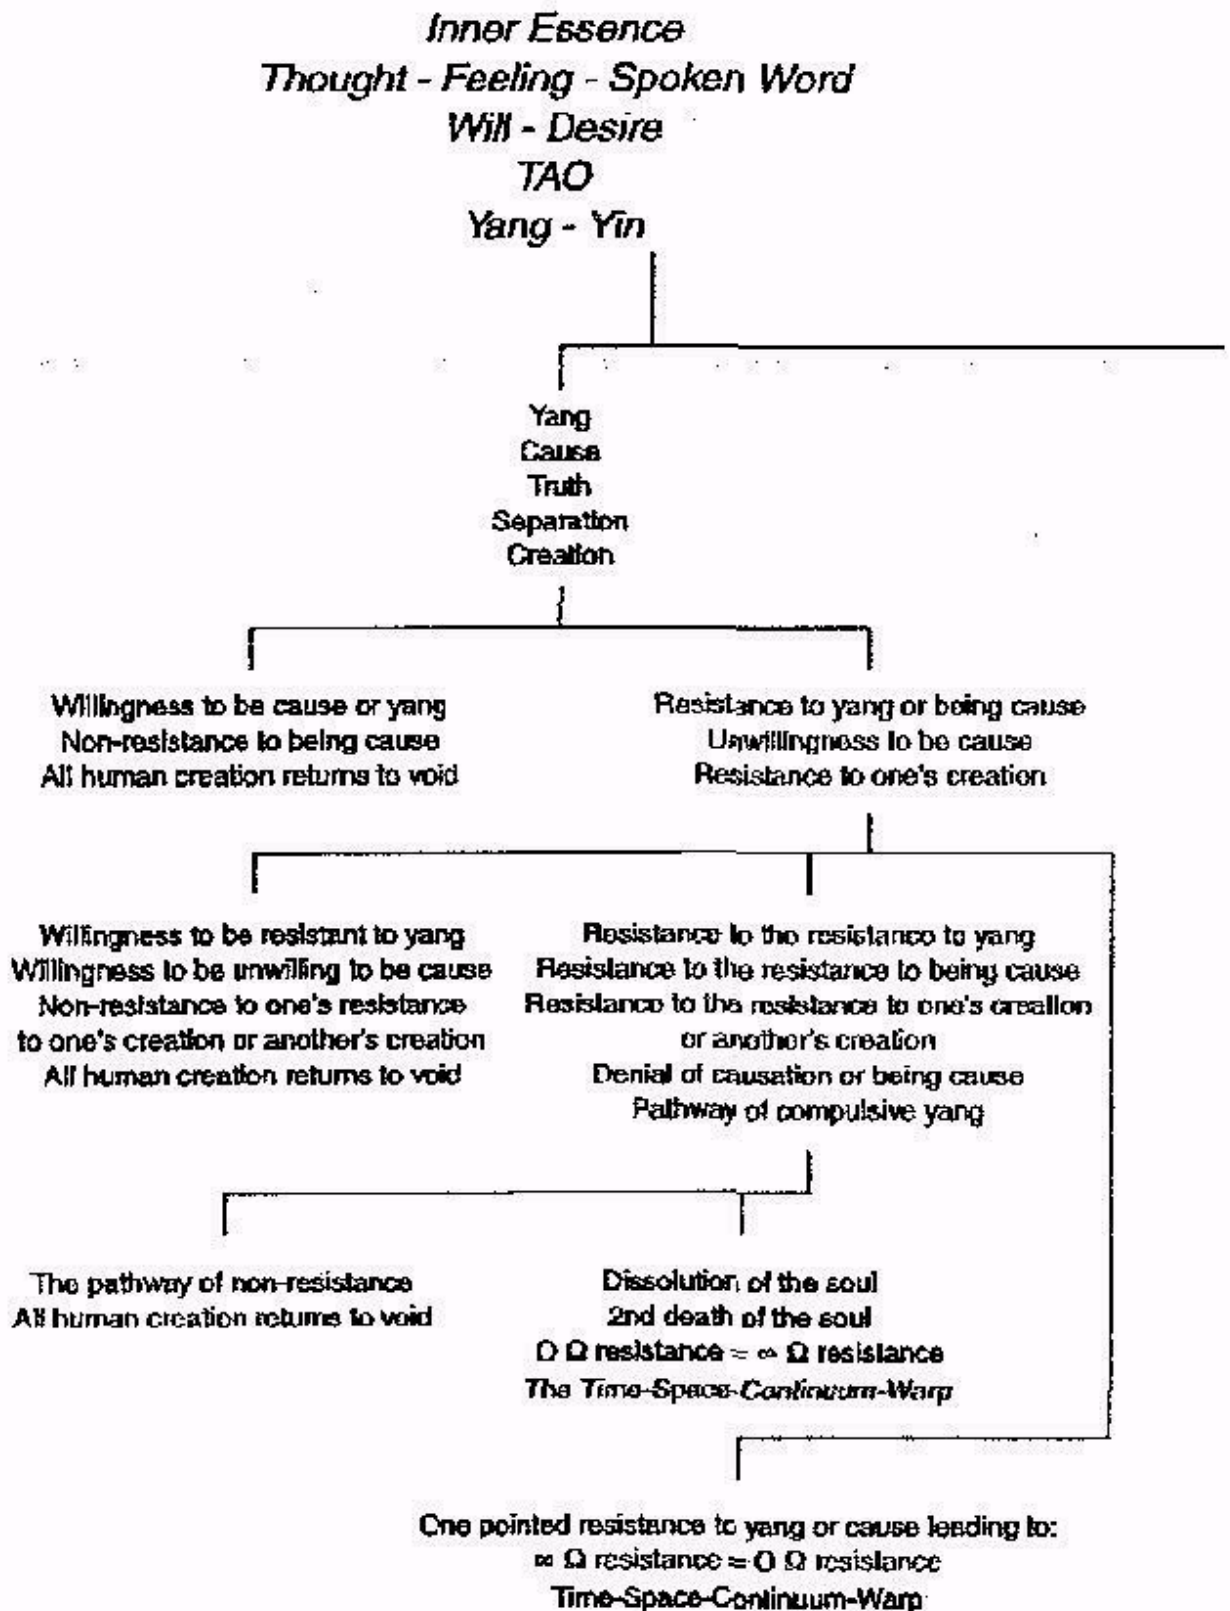 Inner Essence
Thought - Feeling - Spoken Word
Will - Desire
TAO
Yang - Yin
Yang
Cause
Truth
Separation
Creation
Willingness to be cause or yang
Non-resistance to being cause
All human creation returns to void
Resistance to yang or being cause
Unwillingness to be cause
Resistance to one's creation
Willingness to be resistant to yang
Willingness to be unwilling to be cause
Non-resistance to one's resistance
to one's creation or another's creation
All human creation returns to void
Resistance to the resistance to yang
Resistance to the resistance to being cause
Resistance to the resistance to one's creation
or another's creation
Denial of causation or being cause
Pathway of compulsive yang
The pathway of non-resistance
All human creation returns to void
Dissolution of the soul
2nd death of the soul
O Ω resistance = ∞ Ω resistance
The Time-Space-Continuum-Warp
One pointed resistance to yang or cause leading to:
∞ Ω resistance = O Ω resistance
Time-Space-Continuum-Warp